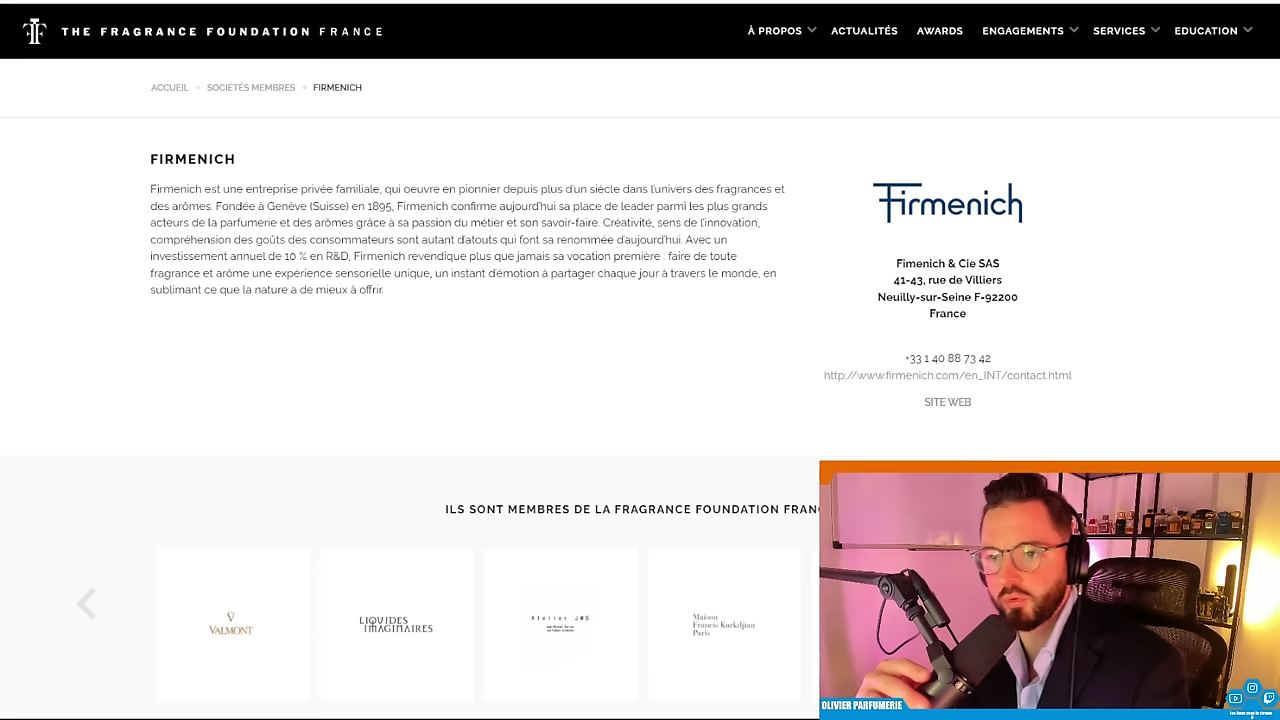 THE FRAGRANCE FOUNDATION FRANCE
À PROPOS
ACTUALITÉS
AWARDS
ENGAGEMENTS
SERVICES
EDUCATION
ACCUEIL
SOCIÉTÉS MEMBRES
FIRMENICH
FIRMENICH
Firmenich est une entreprise privée familiale, qui oeuvre en pionnier depuis plus d'un siècle dans l'univers des fragrances et
des arômes. Fondée à Genève (Suisse) en 1895, Firmenich confirme aujourd'hui sa place de leader parmi les plus grands
acteurs de la parfumerie et des arômes grâce à sa passion du métier et son savoir-faire. Créativité, sens de l'innovation,
compréhension des goûts des consommateurs sont autant d'atouts qui font sa renommée d'aujourd'hui. Avec un
investissement annuel de 10 % en R&D, Firmenich revendique plus que jamais sa vocation première : faire de toute
fragrance et arôme une expérience sensorielle unique, un instant d'émotion à partager chaque jour à travers le monde, en
sublimant ce que la nature a de mieux à offrir.
Firmenich
Fimenich & Cie SAS
41-43, rue de Villiers
Neuilly-sur-Seine F-92200
France
+33 1 40 88 73 42
http://www.firmenich.com/en_INT/contact.html
SITE WEB
ILS SONT MEMBRES DE LA FRAGRANCE FOUNDATION FRANC
VALMONT
LIQUIDES
IMAGINAIRES
Atelier JMD
Maison
Francis Kurkdjian
Paris
OLIVIER PARFUMERIE